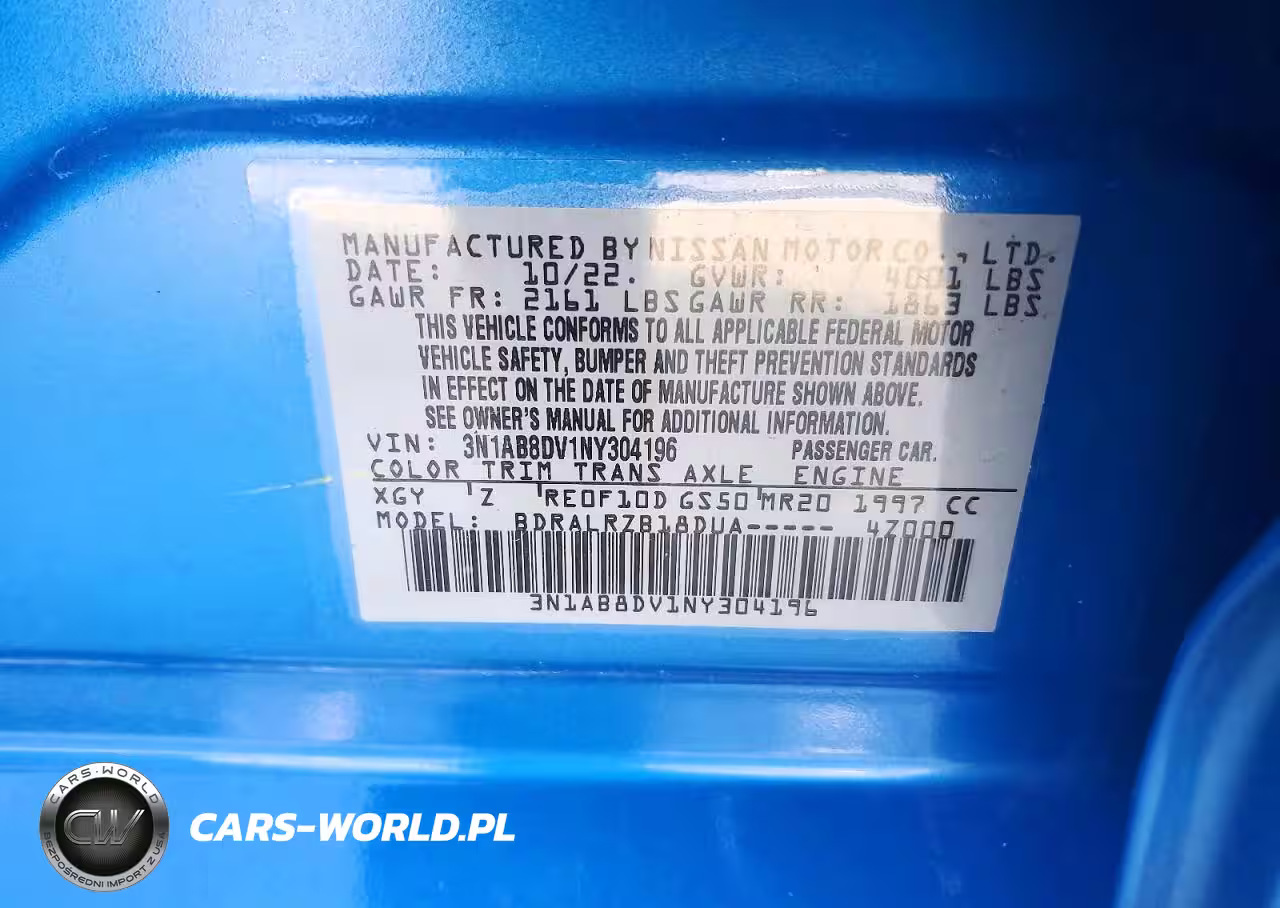 MANUFACTURED BY NISSAN MOTOR CO., LTD.
DATE: 10/22. GVWR: 4001 LBS
GAWR FR: 2161 LBS GAWR RR: 1863 LBS
THIS VEHICLE CONFORMS TO ALL APPLICABLE FEDERAL MOTOR
VEHICLE SAFETY, BUMPER AND THEFT PREVENTION STANDARDS
IN EFFECT ON THE DATE OF MANUFACTURE SHOWN ABOVE.
SEE OWNER'S MANUAL FOR ADDITIONAL INFORMATION.
VIN: 3N1AB8DV1NY304196 PASSENGER CAR.
COLOR TRIM TRANS AXLE ENGINE
XGY Z RE0F10D GS50 MR20 1997 CC
MODEL: BDRALRZB18DUA----- 4Z000
3N1AB8DV1NY304196
CARS-WORLD
CW
BEZPOŚREDNI IMPORT Z USA
CARS-WORLD.PL